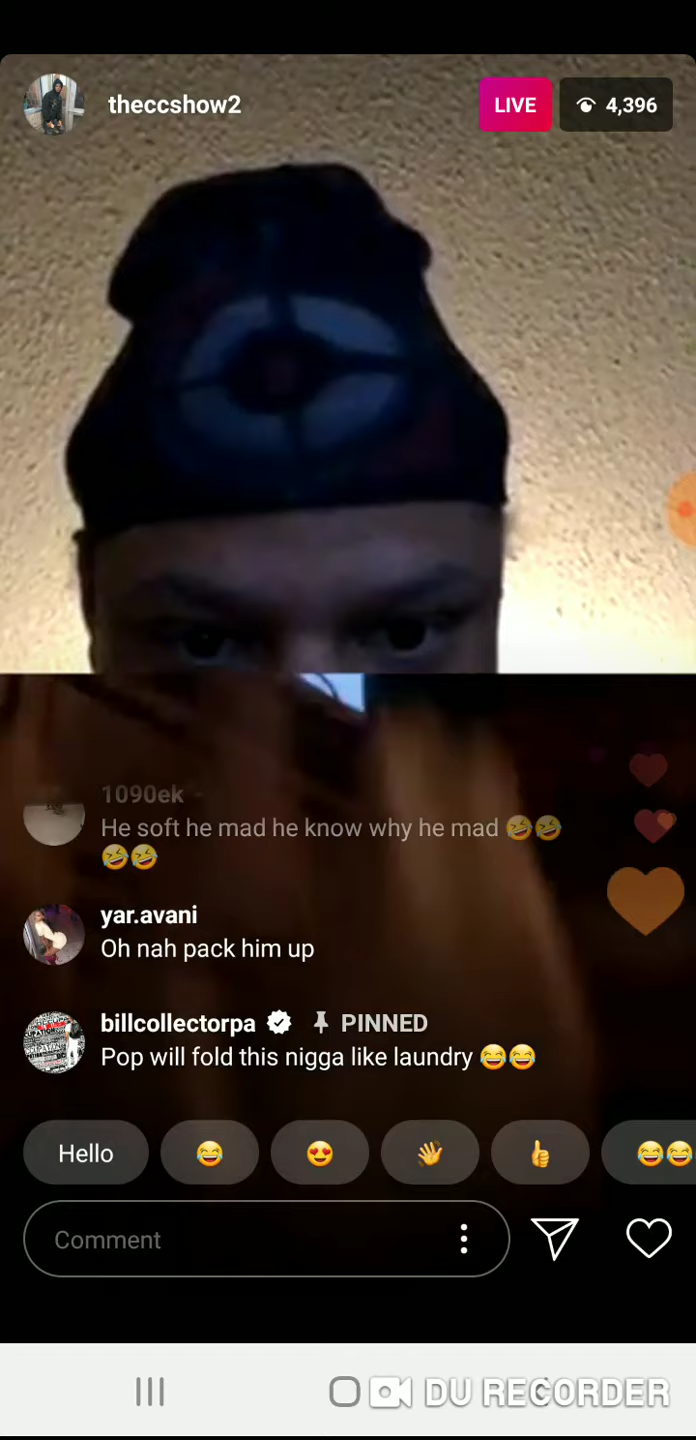 theccshow2
LIVE
4,396
1090ek
He soft he mad he know why he mad 🤣🤣
🤣🤣
yar.avani
Oh nah pack him up
billcollectorpa PINNED
Pop will fold this nigga like laundry 😂😂
Hello 😂 😍 👋 👍 😂😂
Comment
DU RECORDER